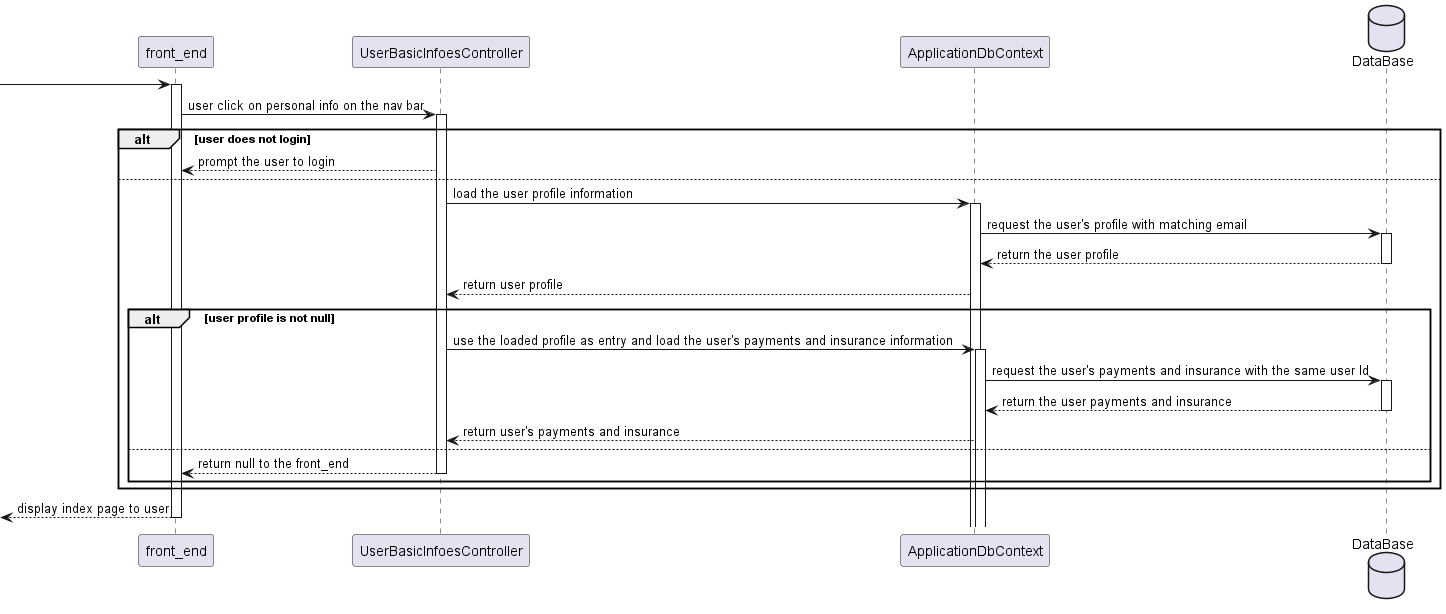 DataBase
front_end
UserBasicInfoesController
ApplicationDbContext
user click on personal info on the nav bar
alt
[user does not login]
prompt the user to login
load the user profile information
request the user's profile with matching email
return the user profile
return user profile
alt
[user profile is not null]
use the loaded profile as entry and load the user's payments and insurance information
request the user's payments and insurance with the same user Id
return the user payments and insurance
return user's payments and insurance
return null to the front_end
display index page to user
front_end
UserBasicInfoesController
ApplicationDbContext
DataBase